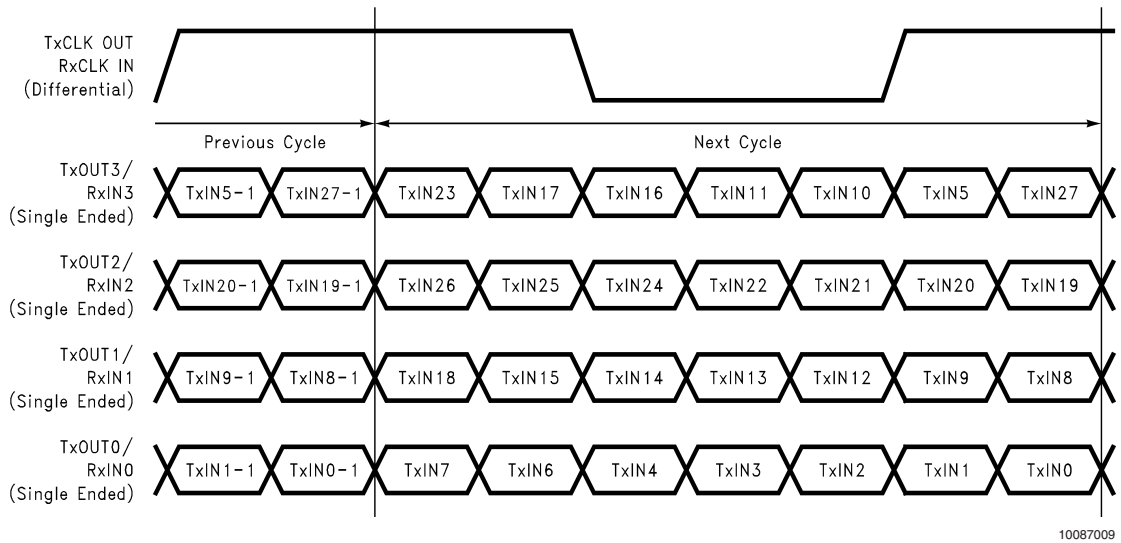 TxCLK OUT
RxCLK IN
(Differential)
Previous Cycle
Next Cycle
TxOUT3/
RxIN3
(Single Ended)
TxIN5-1 TxIN27-1 TxIN23 TxIN17 TxIN16 TxIN11 TxIN10 TxIN5 TxIN27
TxOUT2/
RxIN2
(Single Ended)
TxIN20-1 TxIN19-1 TxIN26 TxIN25 TxIN24 TxIN22 TxIN21 TxIN20 TxIN19
TxOUT1/
RxIN1
(Single Ended)
TxIN9-1 TxIN8-1 TxIN18 TxIN15 TxIN14 TxIN13 TxIN12 TxIN9 TxIN8
TxOUT0/
RxIN0
(Single Ended)
TxIN1-1 TxIN0-1 TxIN7 TxIN6 TxIN4 TxIN3 TxIN2 TxIN1 TxIN0
10087009